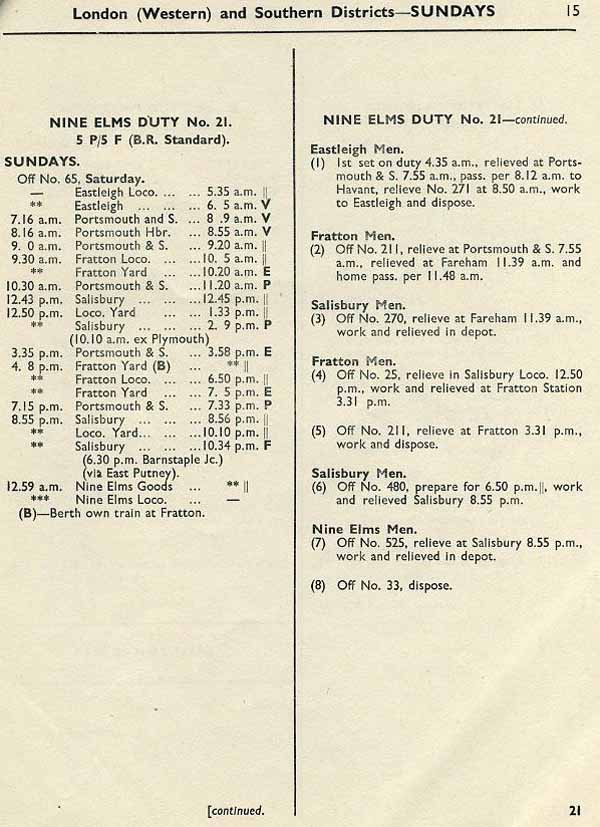 London (Western) and Southern Districts—SUNDAYS 15
NINE ELMS DUTY No. 21.
5 P/5 F (B.R. Standard).
SUNDAYS.
Off No. 65, Saturday.
— Eastleigh Loco. ... ... 5.35 a.m. ||
** Eastleigh ... ... ... 6. 5 a.m. V
7.16 a.m. Portsmouth and S. ... 8 .9 a.m. V
8.16 a.m. Portsmouth Hbr. ... 8.55 a.m. V
9. 0 a.m. Portsmouth & S. ... 9.20 a.m. ||
9.30 a.m. Fratton Loco. ... ...10. 5 a.m. ||
** Fratton Yard ... ...10.20 a.m. E
10.30 a.m. Portsmouth & S. ...11.20 a.m. P
12.43 p.m. Salisbury ... ... ...12.45 p.m. ||
12.50 p.m. Loco. Yard ... ... 1.33 p.m. ||
** Salisbury ... ... ... 2. 9 p.m. P
(10.10 a.m. ex Plymouth)
3.35 p.m. Portsmouth & S. ... 3.58 p.m. E
4. 8 p.m. Fratton Yard (B) ... ** ||
** Fratton Loco. ... ... 6.50 p.m. ||
** Fratton Yard ... ... 7. 5 p.m. E
7.15 p.m. Portsmouth & S. ... 7.33 p.m. P
8.55 p.m. Salisbury ... ... ... 8.56 p.m. ||
** Loco. Yard... ... ...10.10 p.m. ||
** Salisbury ... ... ...10.34 p.m. F
(6.30 p.m. Barnstaple Jc.)
(via East Putney).
12.59 a.m. Nine Elms Goods ... ** ||
*** Nine Elms Loco. ... —
(B)—Berth own train at Fratton.
[continued.
NINE ELMS DUTY No. 21—continued.
Eastleigh Men.
(1) 1st set on duty 4.35 a.m., relieved at Ports-
mouth & S. 7.55 a.m., pass. per 8.12 a.m. to
Havant, relieve No. 271 at 8.50 a.m., work
to Eastleigh and dispose.
Fratton Men.
(2) Off No. 211, relieve at Portsmouth & S. 7.55
a.m., relieved at Fareham 11.39 a.m. and
home pass. per 11.48 a.m.
Salisbury Men.
(3) Off No. 270, relieve at Fareham 11.39 a.m.,
work and relieved in depot.
Fratton Men.
(4) Off No. 25, relieve in Salisbury Loco. 12.50
p.m., work and relieved at Fratton Station
3.31 p.m.
(5) Off No. 211, relieve at Fratton 3.31 p.m.,
work and dispose.
Salisbury Men.
(6) Off No. 480, prepare for 6.50 p.m.||, work
and relieved Salisbury 8.55 p.m.
Nine Elms Men.
(7) Off No. 525, relieve at Salisbury 8.55 p.m.,
work and relieved in depot.
(8) Off No. 33, dispose.
21